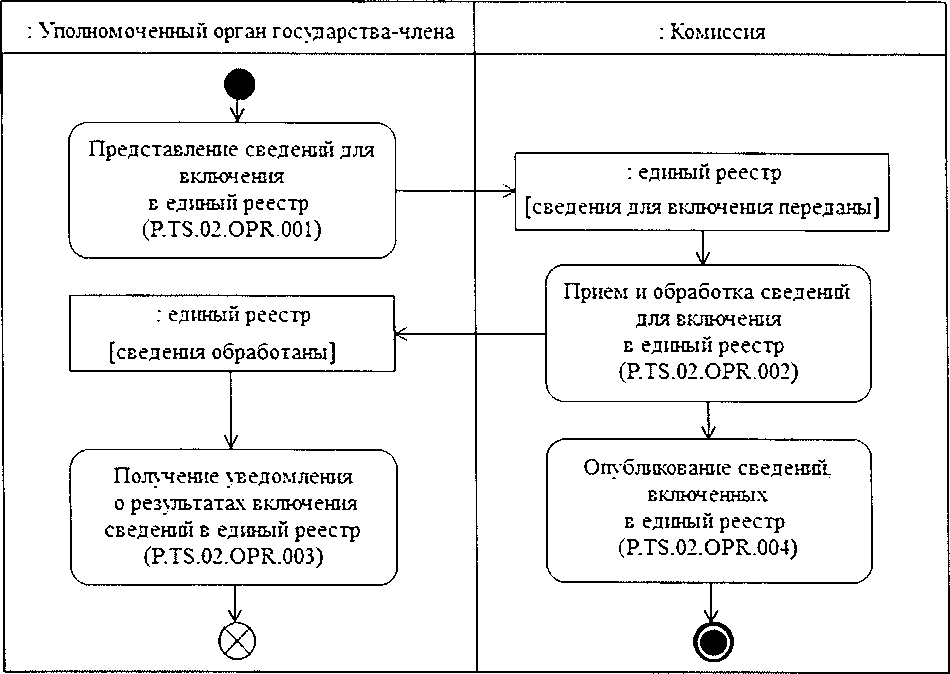 : Уполномоченный орган государства-члена
: Комиссия
Представление сведений для
включения
в единый реестр
(P.TS.02.OPR.001)
: единый реестр
[сведения для включения переданы]
Прием и обработка сведений
для включения
в единый реестр
(P.TS.02.OPR.002)
: единый реестр
[сведения обработаны]
Получение уведомления
о результатах включения
сведений в единый реестр
(P.TS.02.OPR.003)
Опубликование сведений,
включенных
в единый реестр
(P.TS.02.OPR.004)